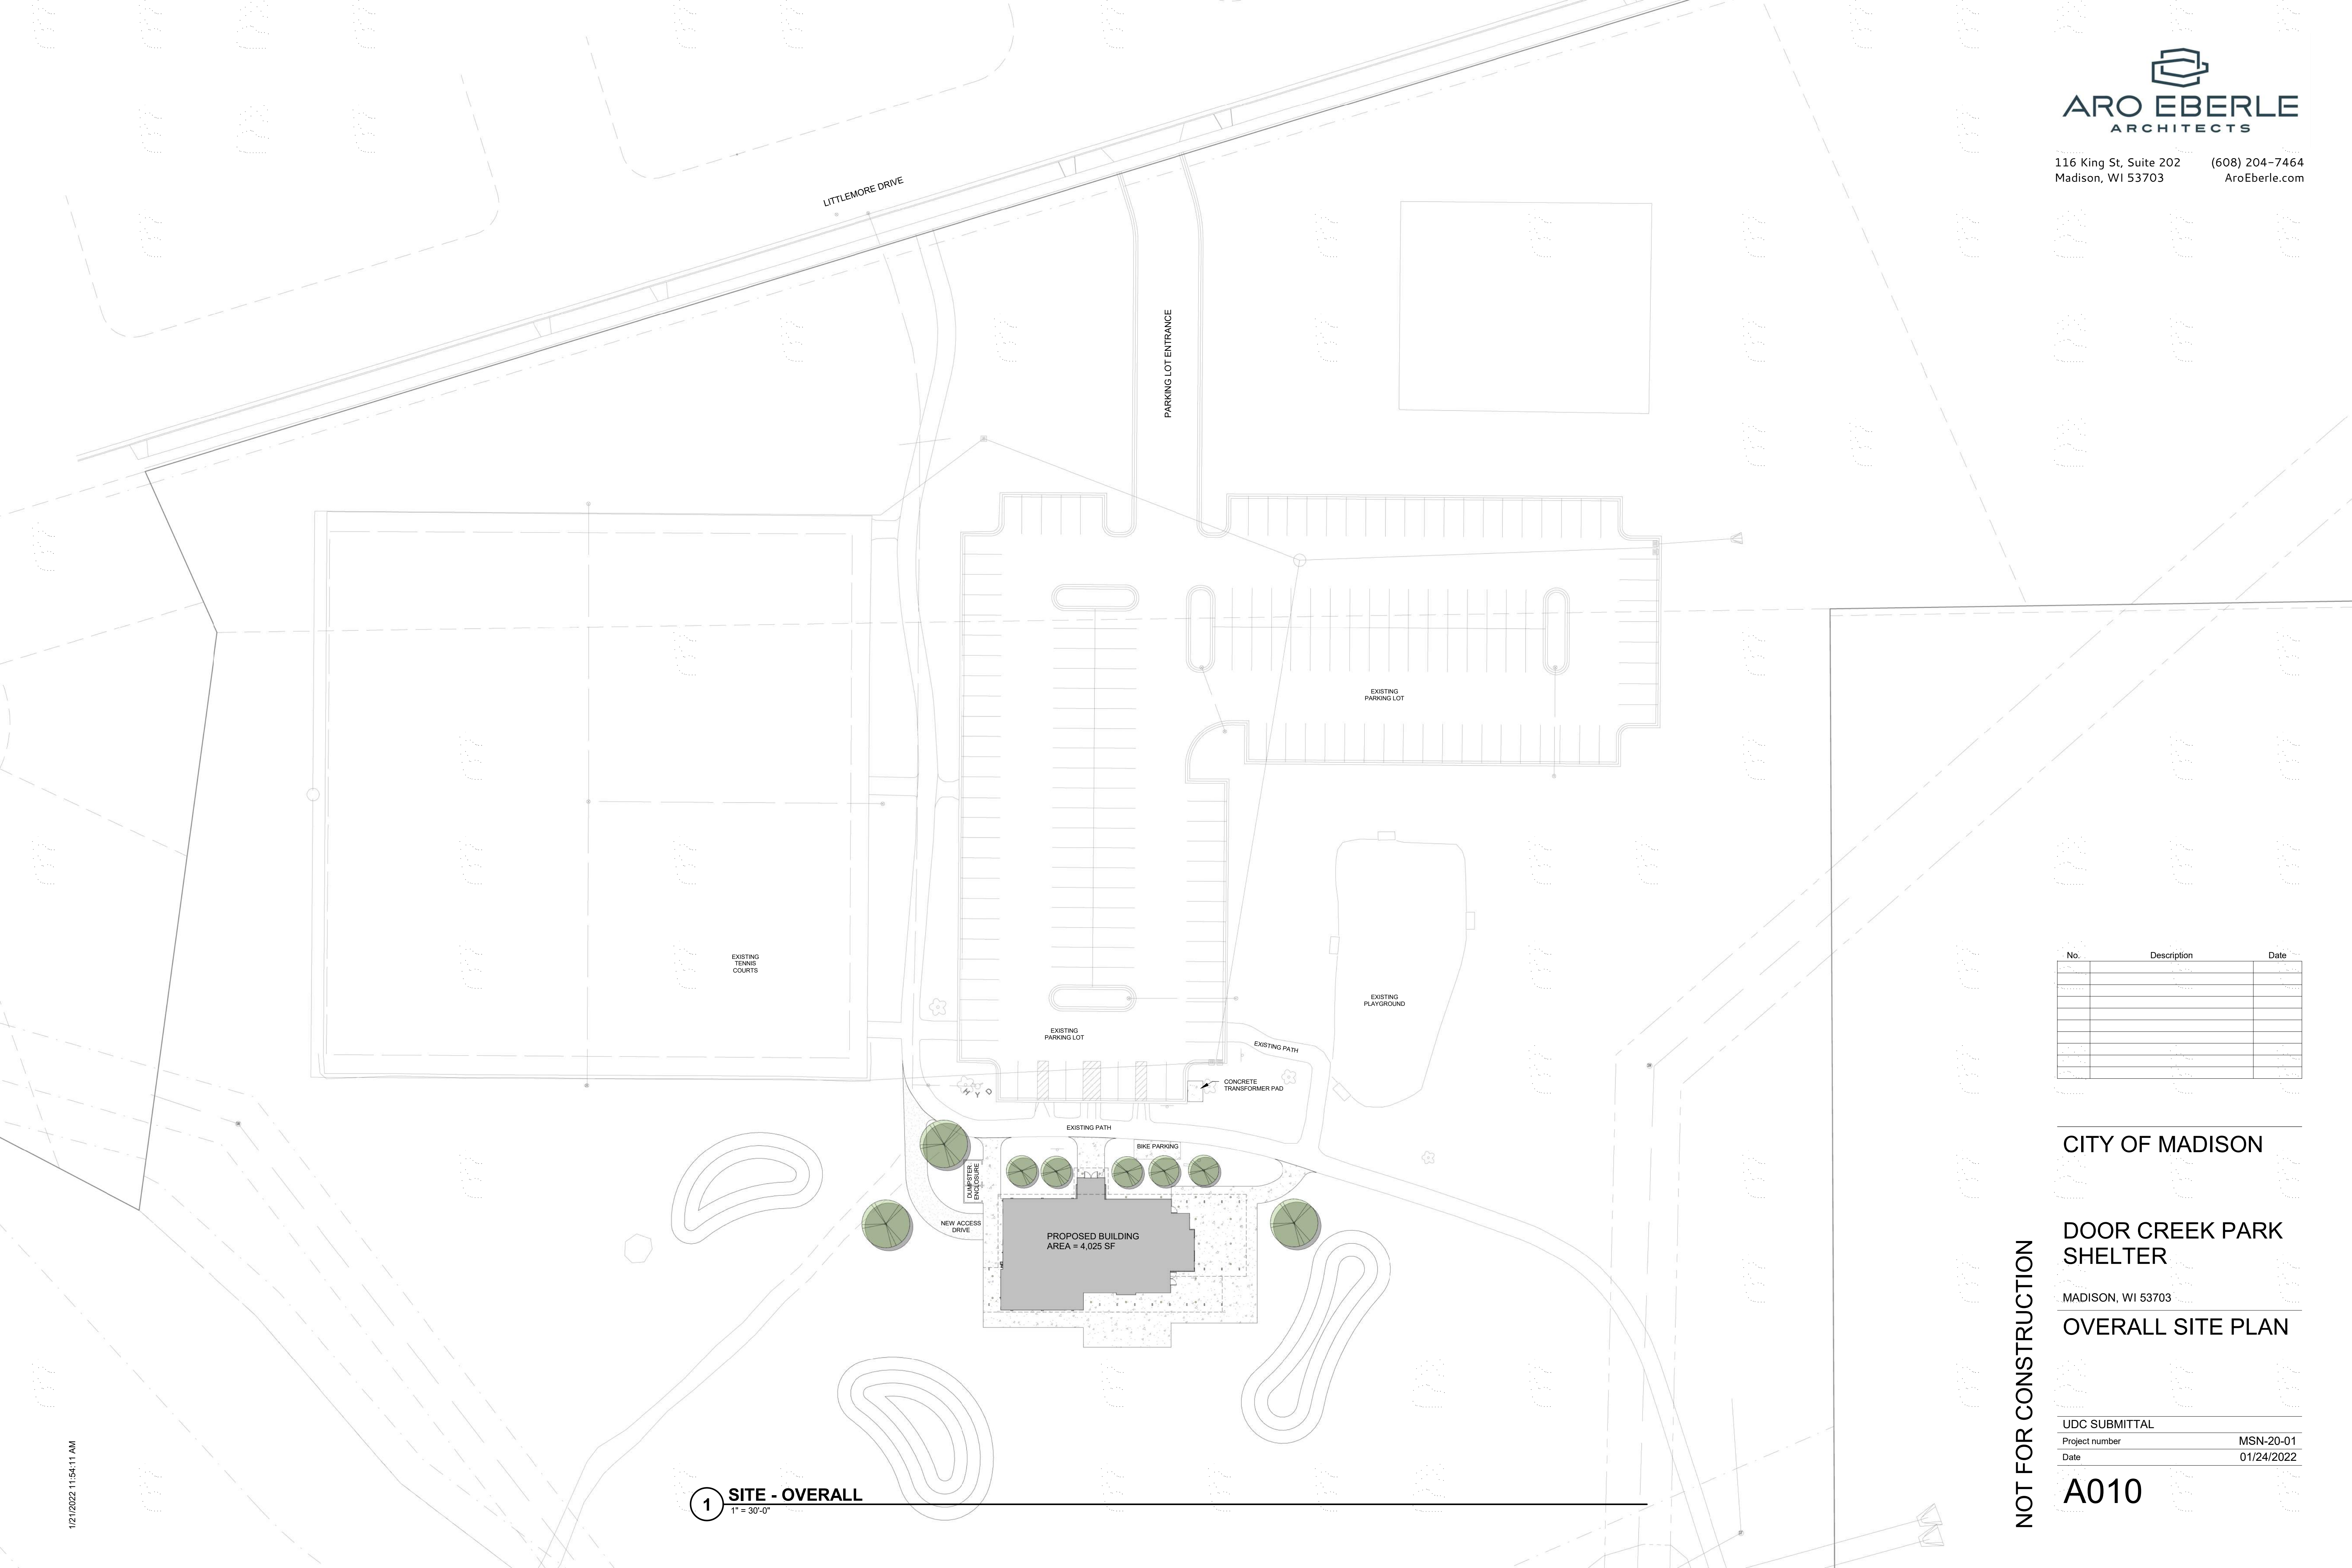 ARO EBERLE
ARCHITECTS
116 King St, Suite 202
Madison, WI 53703
(608) 204-7464
AroEberle.com
LITTLEMORE DRIVE
PARKING LOT ENTRANCE
EXISTING
PARKING LOT
EXISTING
TENNIS
COURTS
EXISTING
PLAYGROUND
EXISTING
PARKING LOT
EXISTING PATH
CONCRETE
TRANSFORMER PAD
HYD
EXISTING PATH
BIKE PARKING
DUMPSTER
ENCLOSURE
NEW ACCESS
DRIVE
PROPOSED BUILDING
AREA = 4,025 SF
1
SITE - OVERALL
1" = 30'-0"
1/21/2022 11:54:11 AM
NOT FOR CONSTRUCTION
No. Description Date
CITY OF MADISON
DOOR CREEK PARK
SHELTER
MADISON, WI 53703
OVERALL SITE PLAN
UDC SUBMITTAL
Project number MSN-20-01
Date 01/24/2022
A010